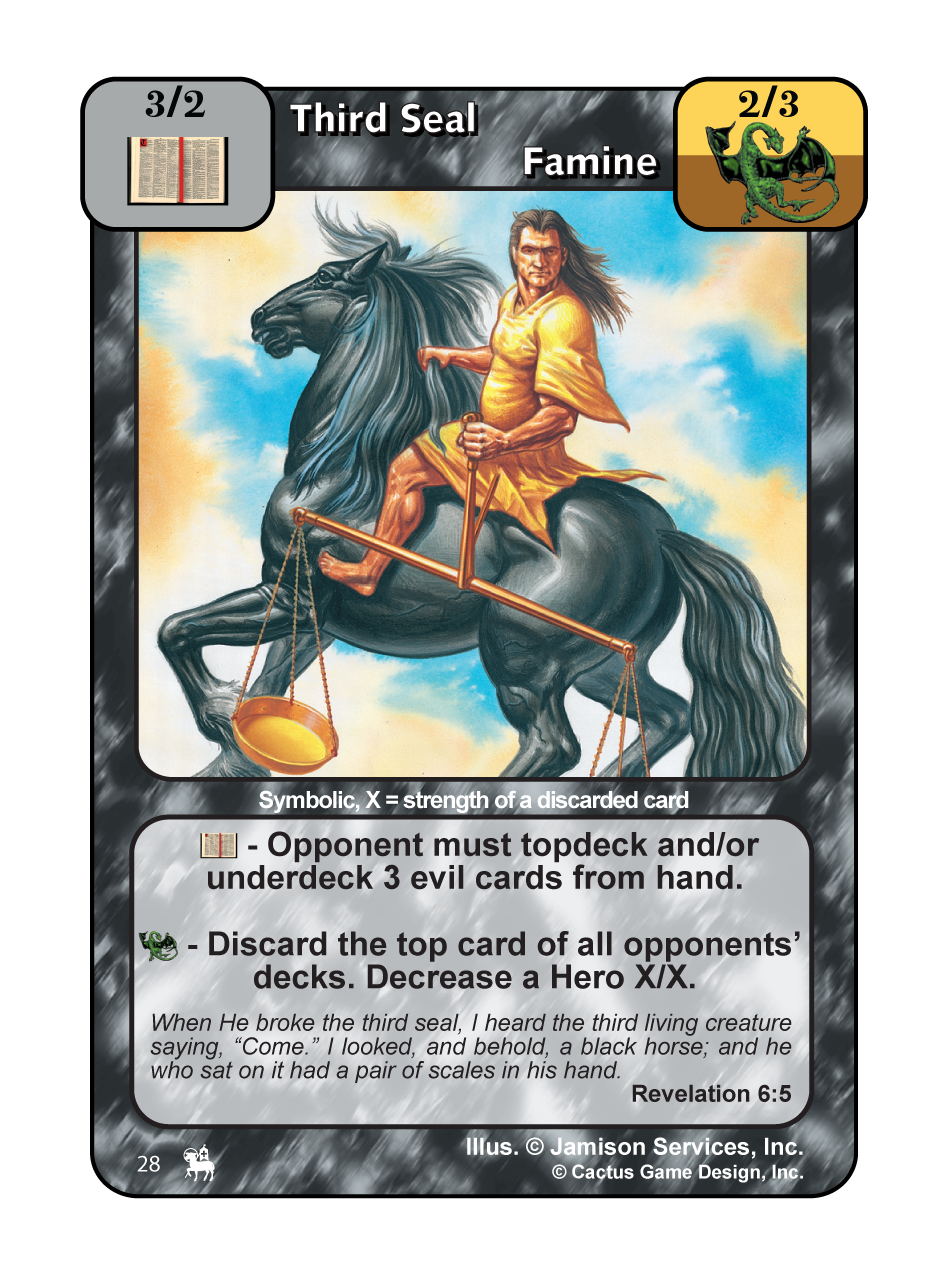 3/2
Third Seal
Famine
2/3
Symbolic, X = strength of a discarded card
- Opponent must topdeck and/or
underdeck 3 evil cards from hand.
- Discard the top card of all opponents’
decks. Decrease a Hero X/X.
When He broke the third seal, I heard the third living creature
saying, “Come.” I looked, and behold, a black horse; and he
who sat on it had a pair of scales in his hand.
Revelation 6:5
28
Illus. © Jamison Services, Inc.
© Cactus Game Design, Inc.